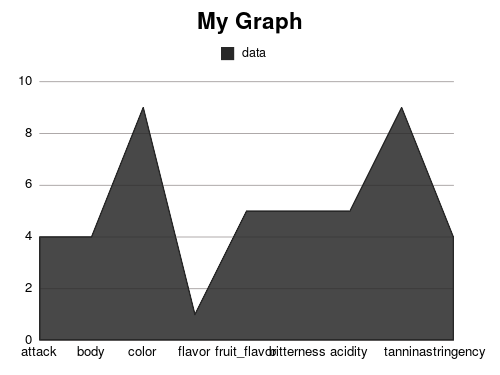 My Graph
data
10
8
6
4
2
0
attack body color flavor fruit_flavor bitterness acidity tannin astringency